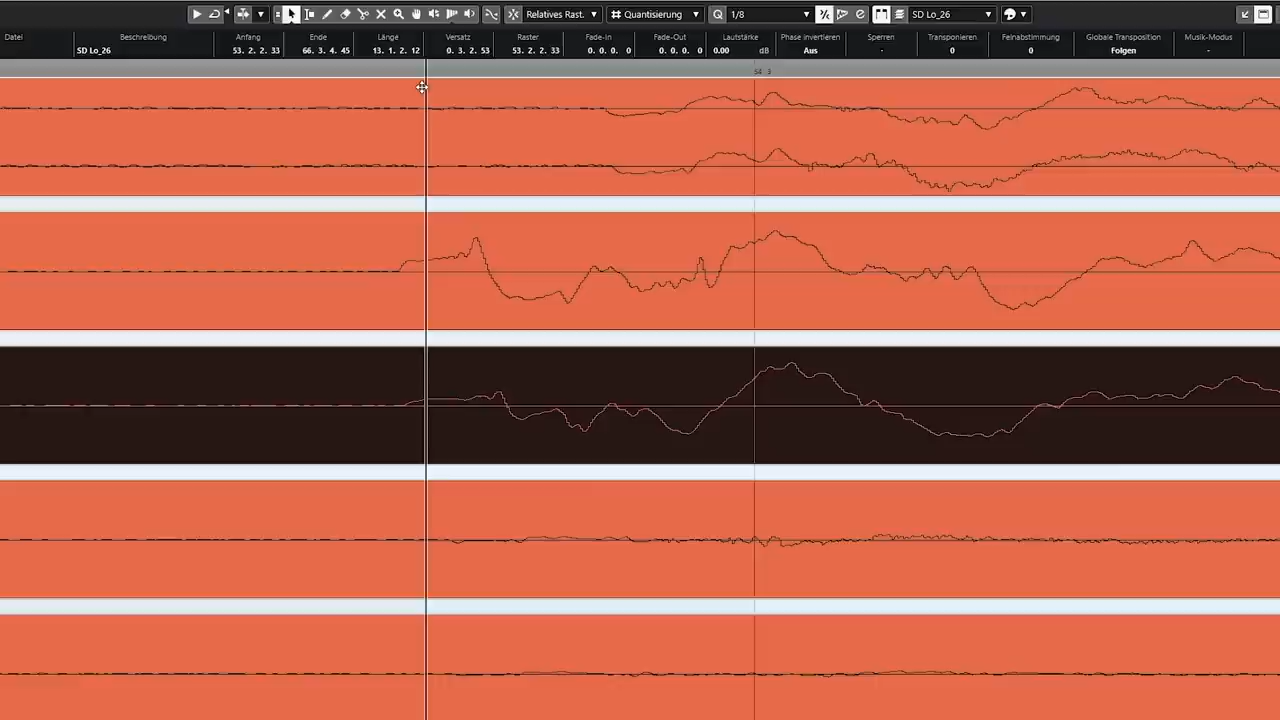 Relatives Rast. Quantisierung Q 1/8 SD Lo_26
Datei Beschreibung Anfang Ende Länge Versatz Raster Fade-In Fade-Out Lautstärke Phase invertieren Sperren Transponieren Feinabstimmung Globale Transposition Musik-Modus
SD Lo_26 53. 2. 2. 33 66. 3. 4. 45 13. 1. 2. 12 0. 3. 2. 53 53. 2. 2. 33 0. 0. 0. 0 0. 0. 0. 0 0.00 dB Aus - 0 0 Folgen -